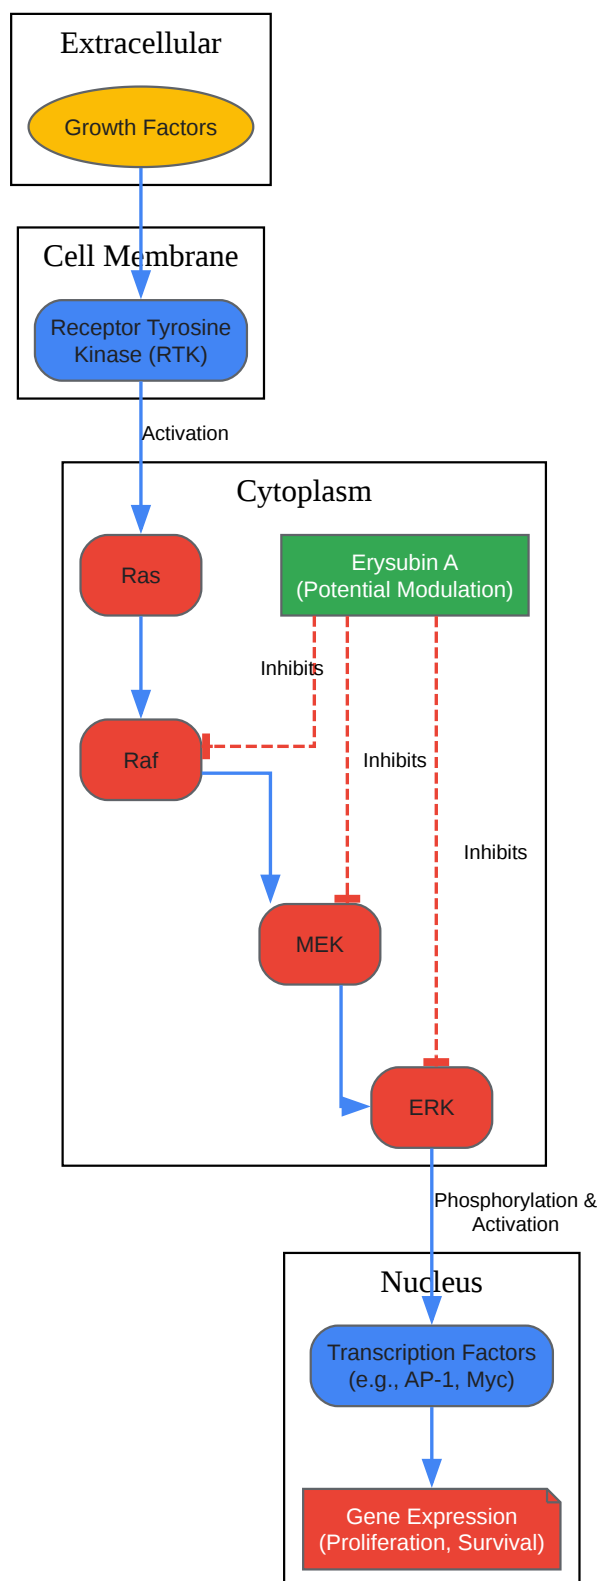 Extracellular
Growth Factors
Cell Membrane
Receptor Tyrosine
Kinase (RTK)
Activation
Cytoplasm
Ras
Erysubin A
(Potential Modulation)
Inhibits
Raf
Inhibits
Inhibits
MEK
ERK
Phosphorylation &
Activation
Nucleus
Transcription Factors
(e.g., AP-1, Myc)
Gene Expression
(Proliferation, Survival)